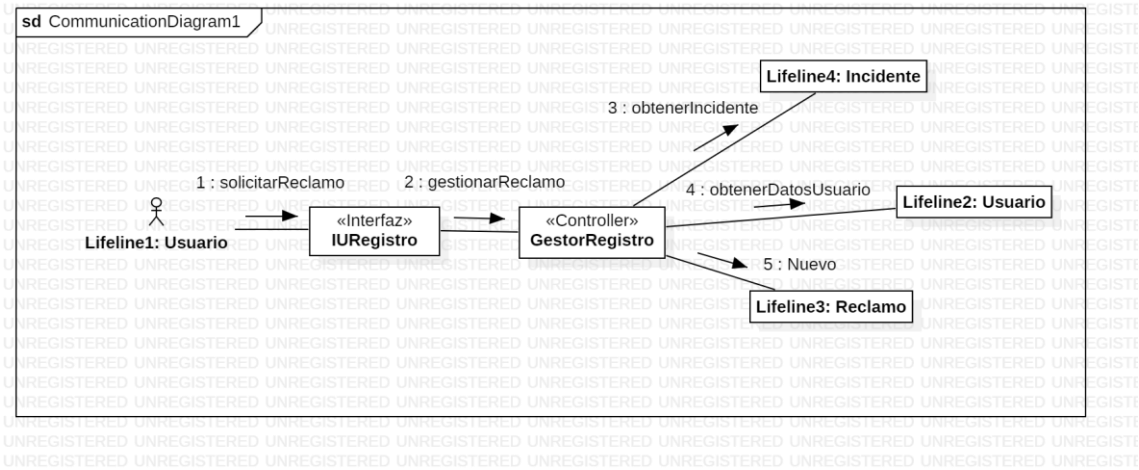 sd CommunicationDiagram1
Lifeline4: Incidente
3 : obtenerIncidente
1 : solicitarReclamo
2 : gestionarReclamo
4 : obtenerDatosUsuario
Lifeline2: Usuario
«Interfaz»
IURegistro
«Controller»
GestorRegistro
Lifeline1: Usuario
5 : Nuevo
Lifeline3: Reclamo
UNREGISTERED